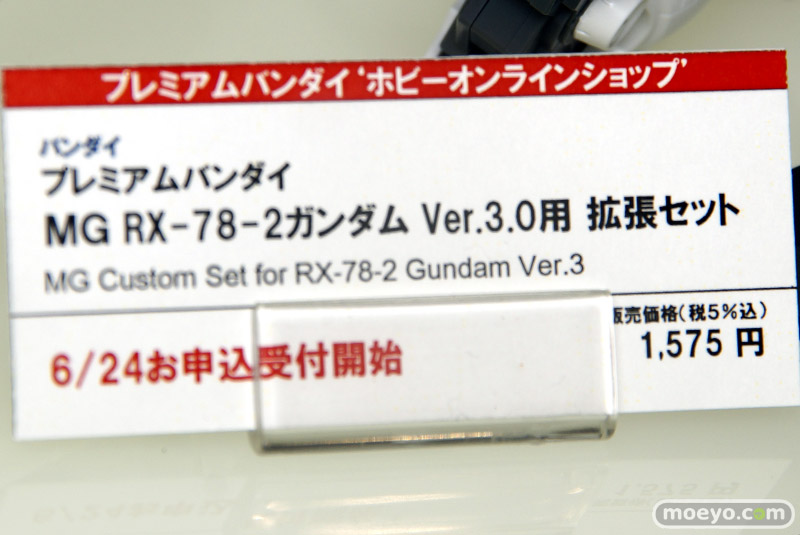 プレミアムバンダイ‘ホビーオンラインショップ’
バンダイ
プレミアムバンダイ
MG RX-78-2ガンダム Ver.3.0用 拡張セット
MG Custom Set for RX-78-2 Gundam Ver.3
販売価格(税5%込)
1,575 円
6/24お申込受付開始
moeyo.com